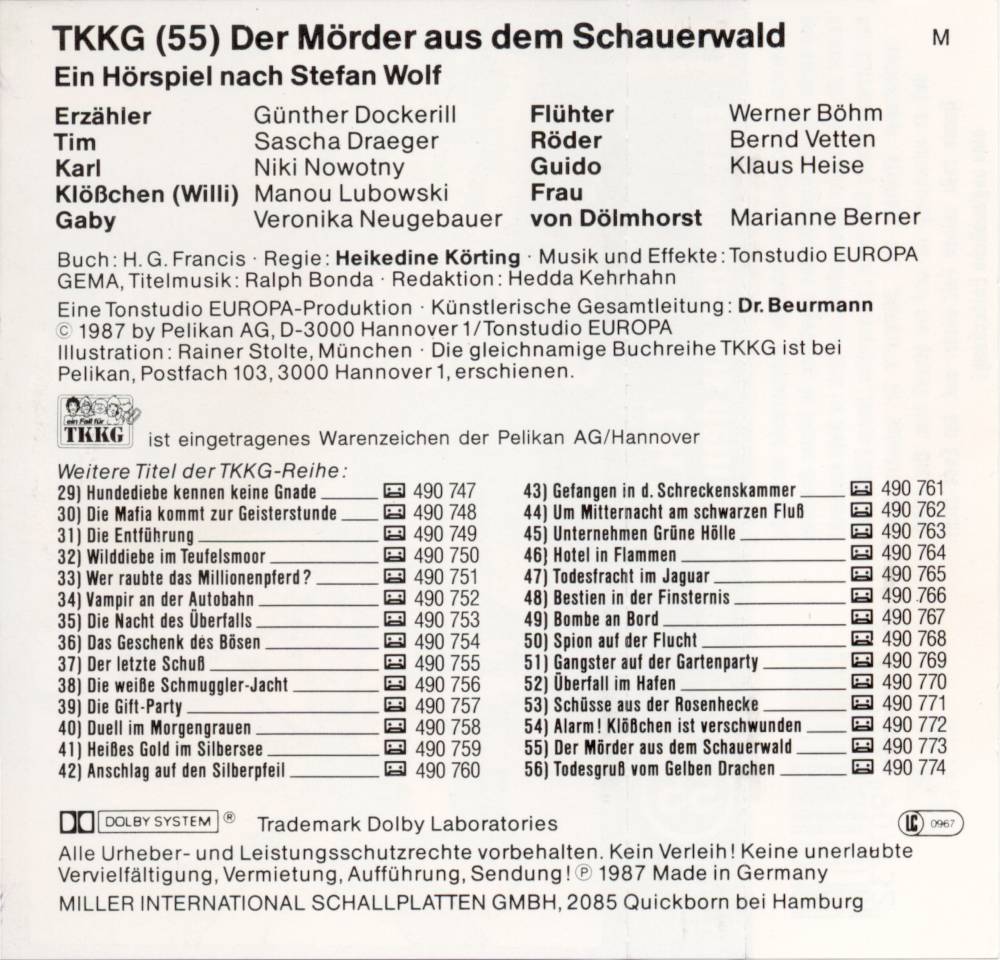 TKKG (55) Der Mörder aus dem Schauerwald M
Ein Hörspiel nach Stefan Wolf
Erzähler Günther Dockerill
Tim Sascha Draeger
Karl Niki Nowotny
Klößchen (Willi) Manou Lubowski
Gaby Veronika Neugebauer
Flühter Werner Böhm
Röder Bernd Vetten
Guido Klaus Heise
Frau
von Dölmhorst Marianne Berner
Buch: H. G. Francis · Regie: Heikedine Körting · Musik und Effekte: Tonstudio EUROPA
GEMA, Titelmusik: Ralph Bonda · Redaktion: Hedda Kehrhahn
Eine Tonstudio EUROPA-Produktion · Künstlerische Gesamtleitung: Dr. Beurmann
© 1987 by Pelikan AG, D-3000 Hannover 1/Tonstudio EUROPA
Illustration: Rainer Stolte, München · Die gleichnamige Buchreihe TKKG ist bei
Pelikan, Postfach 103, 3000 Hannover 1, erschienen.
ein Fall für
TKKG
ist eingetragenes Warenzeichen der Pelikan AG/Hannover
Weitere Titel der TKKG-Reihe:
29) Hundediebe kennen keine Gnade 490 747
30) Die Mafia kommt zur Geisterstunde 490 748
31) Die Entführung 490 749
32) Wilddiebe im Teufelsmoor 490 750
33) Wer raubte das Millionenpferd? 490 751
34) Vampir an der Autobahn 490 752
35) Die Nacht des Überfalls 490 753
36) Das Geschenk des Bösen 490 754
37) Der letzte Schuß 490 755
38) Die weiße Schmuggler-Jacht 490 756
39) Die Gift-Party 490 757
40) Duell im Morgengrauen 490 758
41) Heißes Gold im Silbersee 490 759
42) Anschlag auf den Silberpfeil 490 760
43) Gefangen in d. Schreckenskammer 490 761
44) Um Mitternacht am schwarzen Fluß 490 762
45) Unternehmen Grüne Hölle 490 763
46) Hotel in Flammen 490 764
47) Todesfracht im Jaguar 490 765
48) Bestien in der Finsternis 490 766
49) Bombe an Bord 490 767
50) Spion auf der Flucht 490 768
51) Gangster auf der Gartenparty 490 769
52) Überfall im Hafen 490 770
53) Schüsse aus der Rosenhecke 490 771
54) Alarm! Klößchen ist verschwunden 490 772
55) Der Mörder aus dem Schauerwald 490 773
56) Todesgruß vom Gelben Drachen 490 774
DOLBY SYSTEM ® Trademark Dolby Laboratories LC 0967
Alle Urheber- und Leistungsschutzrechte vorbehalten. Kein Verleih! Keine unerlaubte
Vervielfältigung, Vermietung, Aufführung, Sendung! ℗ 1987 Made in Germany
MILLER INTERNATIONAL SCHALLPLATTEN GMBH, 2085 Quickborn bei Hamburg